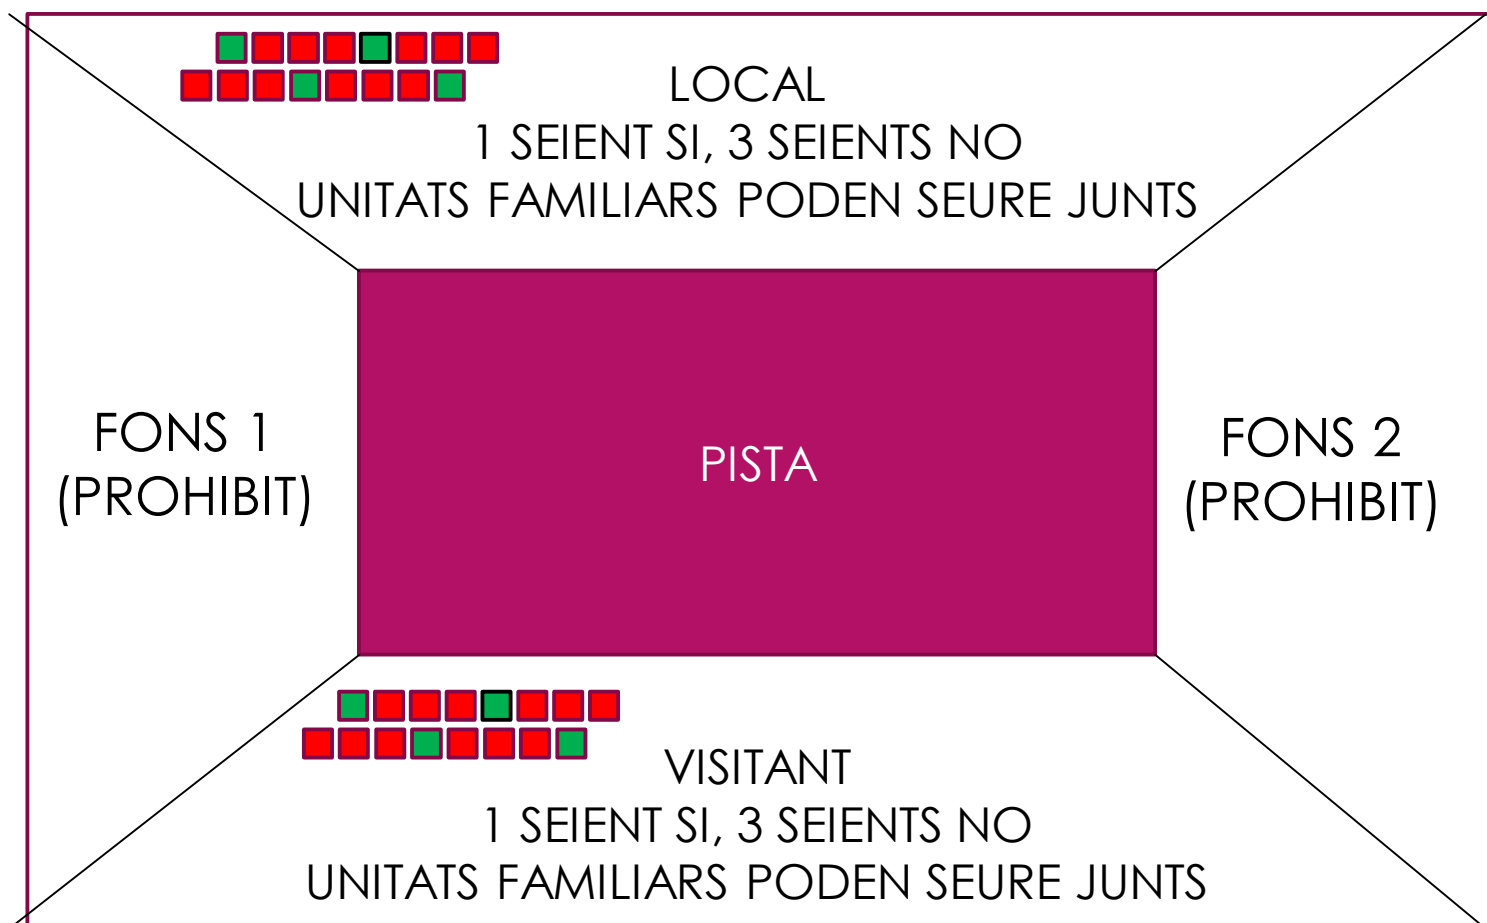 LOCAL
1 SEIENT SI, 3 SEIENTS NO
UNITATS FAMILIARS PODEN SEURE JUNTS
FONS 1
(PROHIBIT)
PISTA
FONS 2
(PROHIBIT)
VISITANT
1 SEIENT SI, 3 SEIENTS NO
UNITATS FAMILIARS PODEN SEURE JUNTS